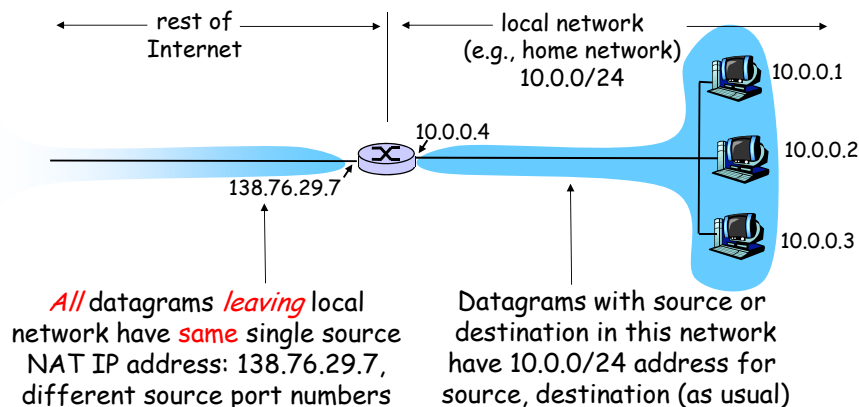 rest of
Internet
local network
(e.g., home network)
10.0.0/24
10.0.0.1
10.0.0.4
10.0.0.2
138.76.29.7
10.0.0.3
All datagrams leaving local
network have same single source
NAT IP address: 138.76.29.7,
different source port numbers
Datagrams with source or
destination in this network
have 10.0.0/24 address for
source, destination (as usual)